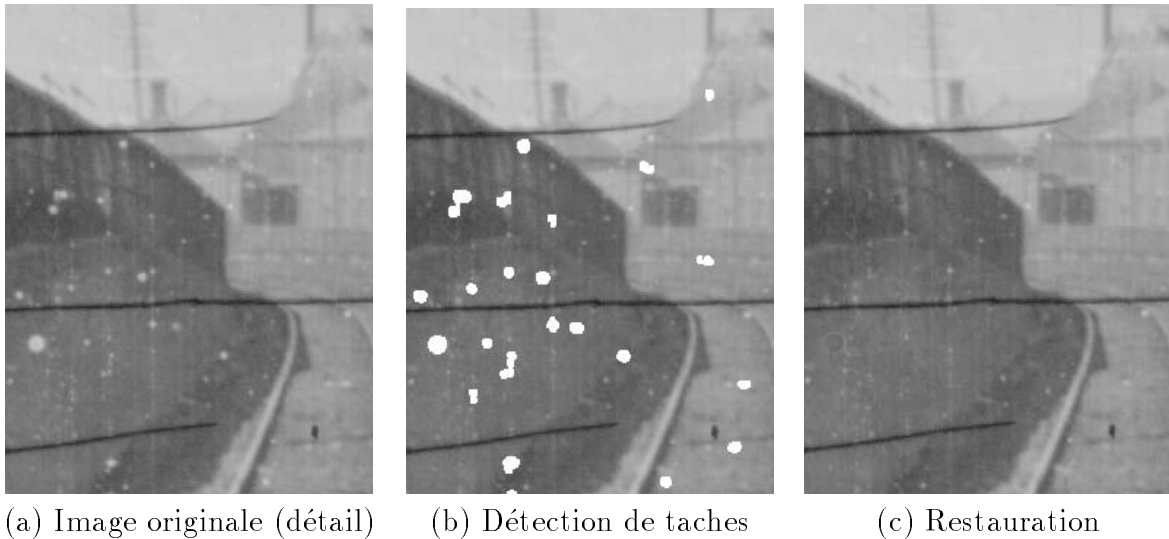 (a) Image originale (détail)
(b) Détection de taches
(c) Restauration